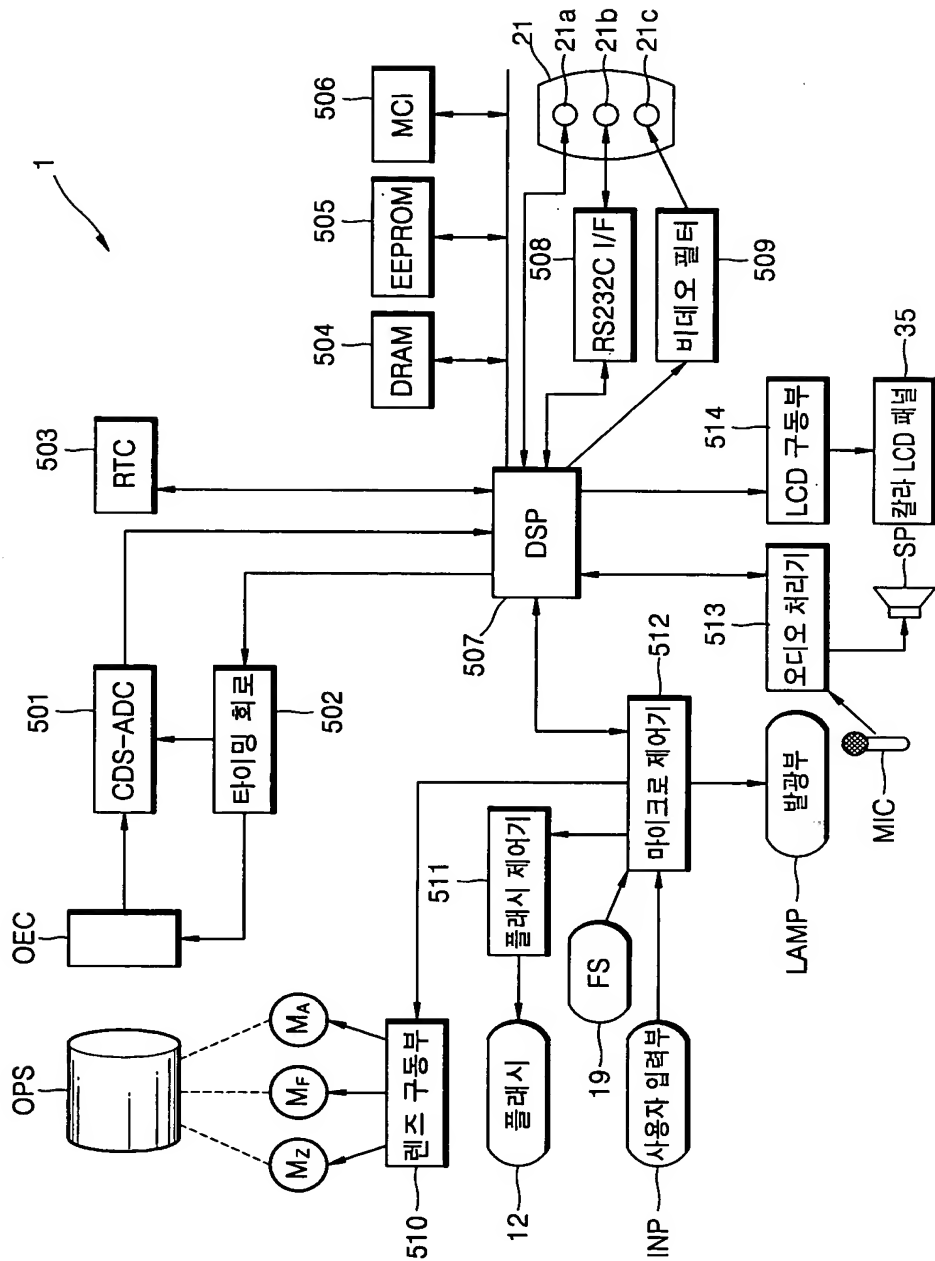 1
OPS
OEC
501
CDS-ADC
503
RTC
504
DRAM
505
EEPROM
506
MCI
MZ
MF
MA
타이밍 회로
502
21
21a
21b
21c
510
렌즈 구동부
507
DSP
508
RS232C I/F
비데오 필터
509
12
플래시
511
플래시 제어기
19
FS
512
마이크로 제어기
INP
사용자 입력부
LAMP
발광부
MIC
513
오디오 처리기
SP
514
LCD 구동부
35
칼라 LCD 패널